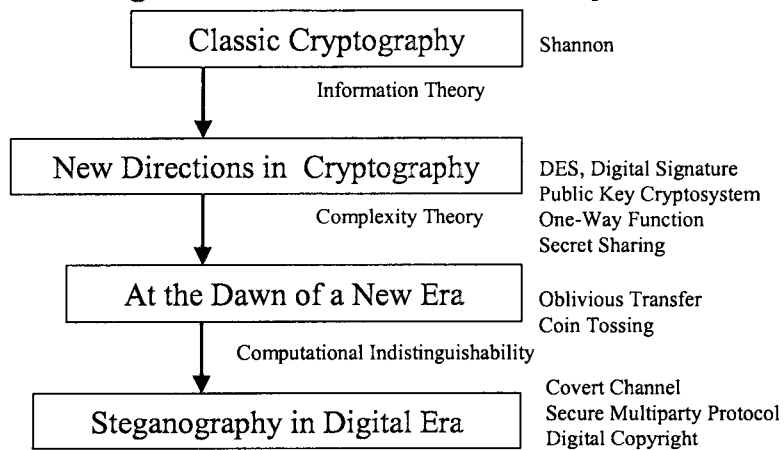 Classic Cryptography
Shannon
Information Theory
New Directions in Cryptography
DES, Digital Signature
Public Key Cryptosystem
One-Way Function
Secret Sharing
Complexity Theory
At the Dawn of a New Era
Oblivious Transfer
Coin Tossing
Computational Indistinguishability
Steganography in Digital Era
Covert Channel
Secure Multiparty Protocol
Digital Copyright